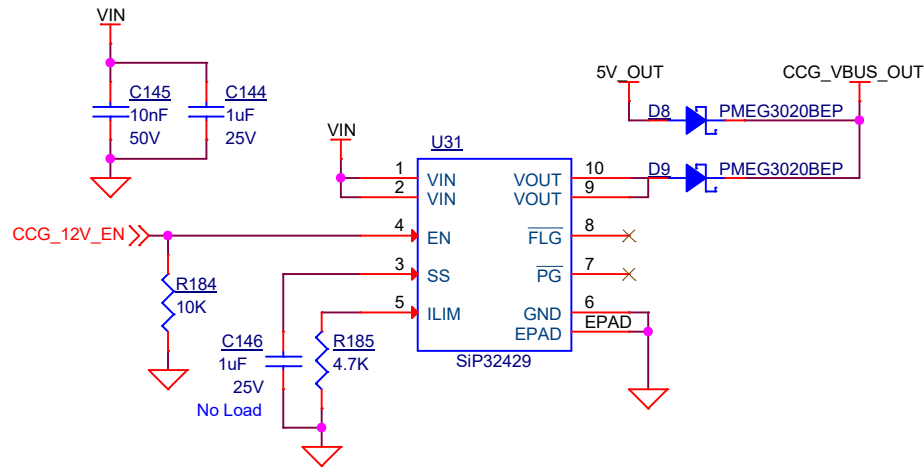 VIN
C145
10nF
50V
C144
1uF
25V
5V_OUT
CCG_VBUS_OUT
D8
PMEG3020BEP
D9
PMEG3020BEP
VIN
U31
1
VIN
2
VIN
4
EN
3
SS
5
ILIM
VOUT
10
VOUT
9
FLG
8
PG
7
GND
6
EPAD
EPAD
SiP32429
CCG_12V_EN
R184
10K
C146
1uF
25V
No Load
R185
4.7K